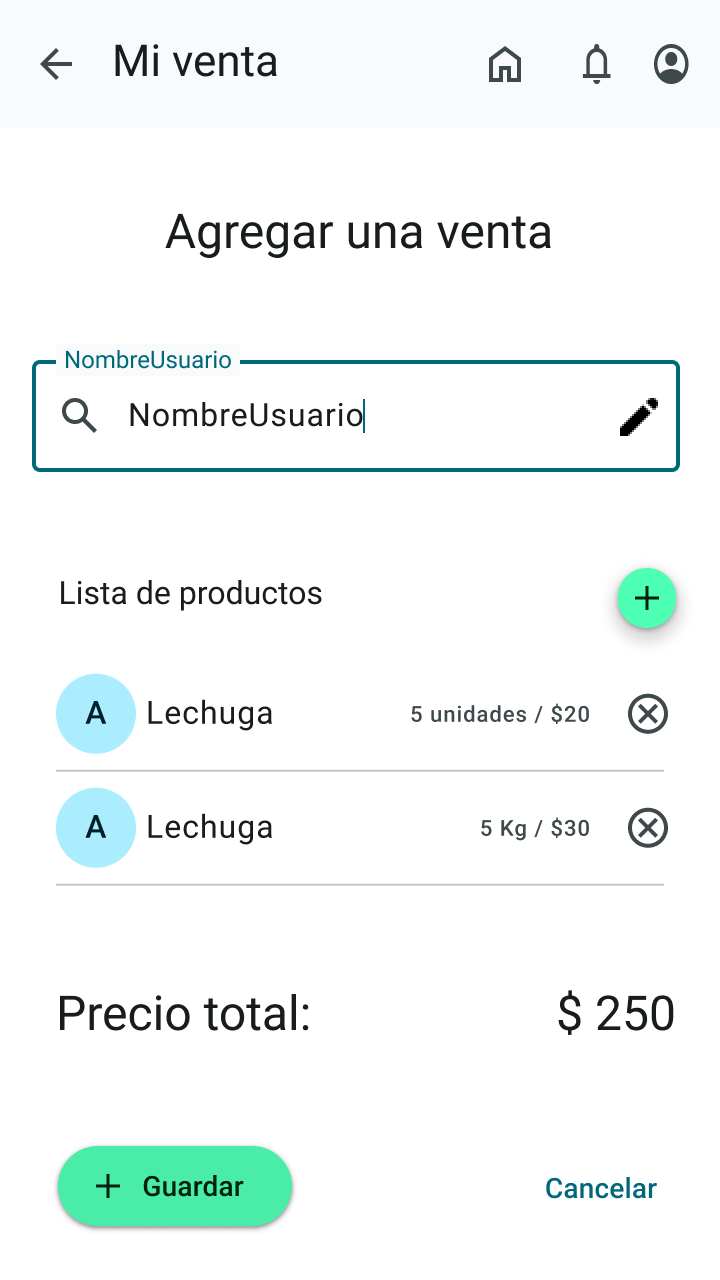 Mi venta
Agregar una venta
NombreUsuario
NombreUsuario
Lista de productos
A Lechuga 5 unidades / $20
A Lechuga 5 Kg / $30
Precio total: $ 250
Guardar Cancelar